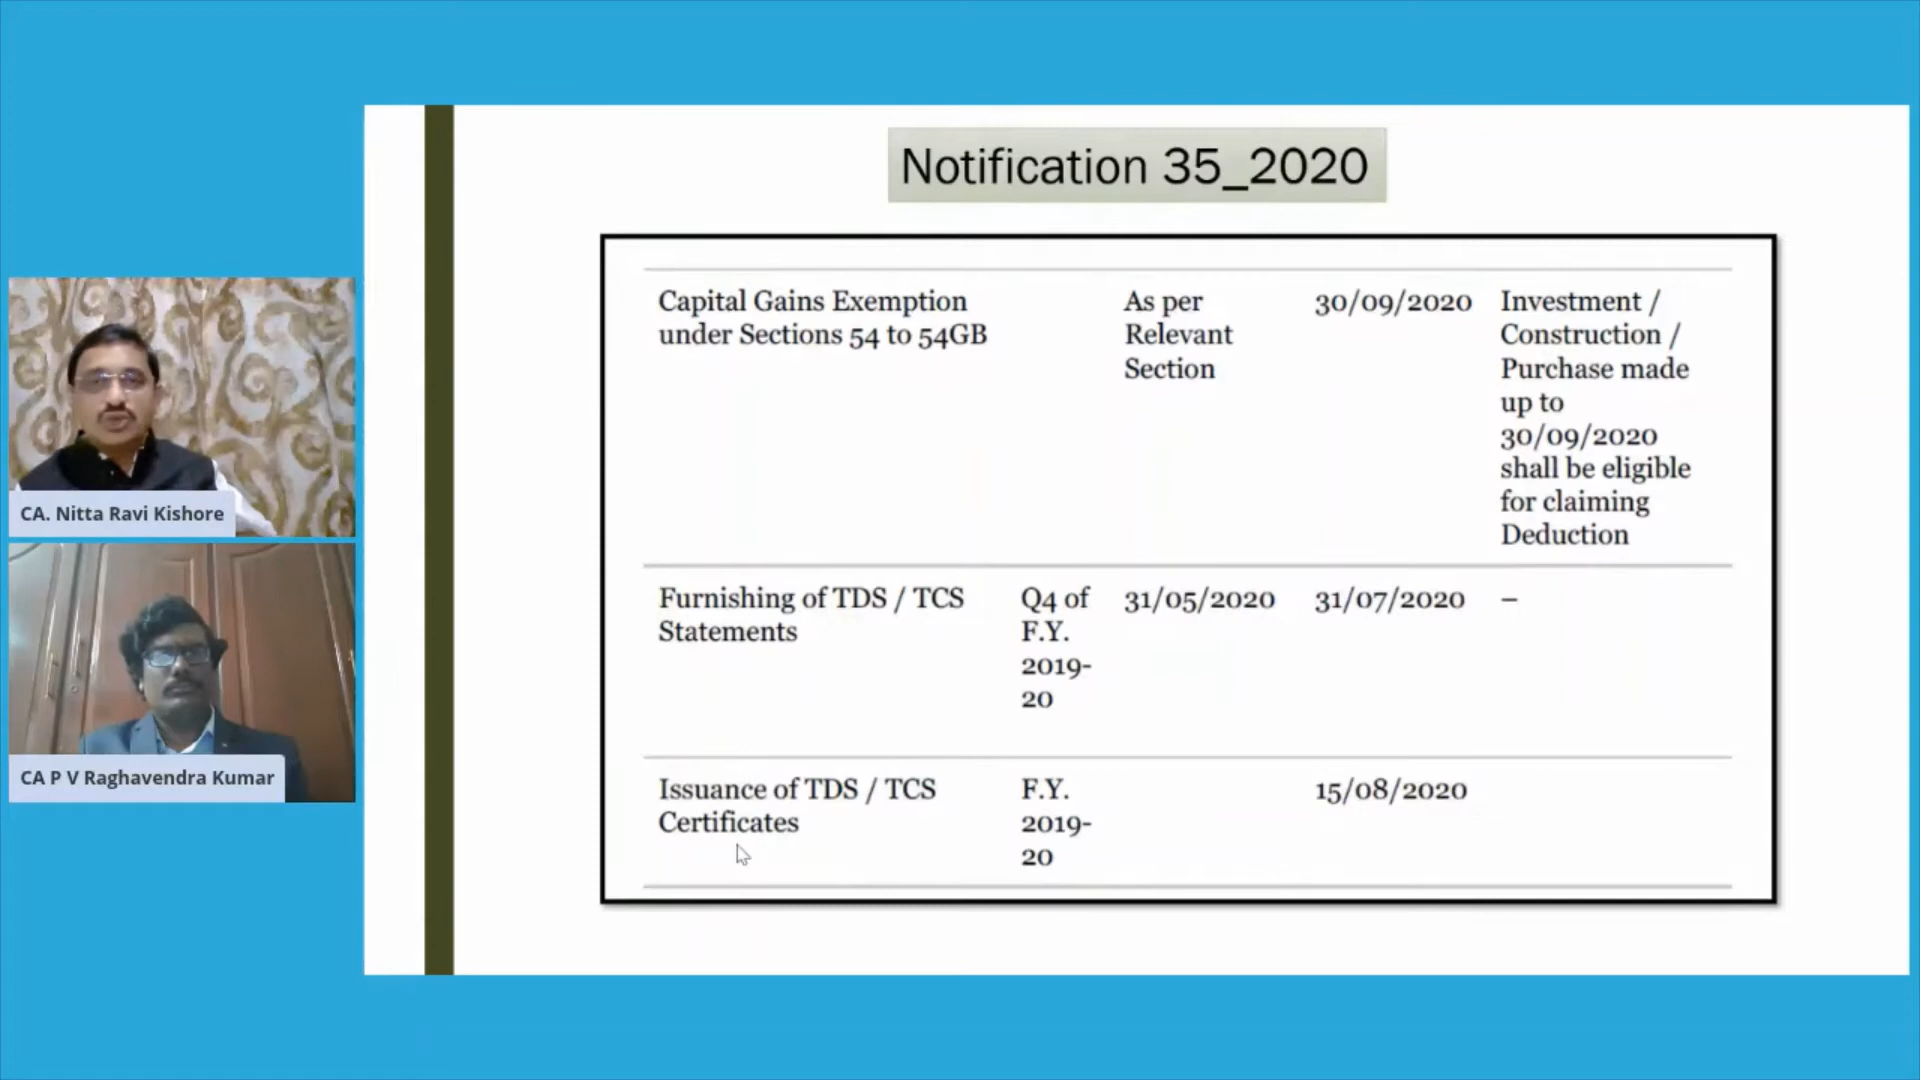 Notification 35_2020
Capital Gains Exemption
under Sections 54 to 54GB
As per
Relevant
Section
30/09/2020
Investment /
Construction /
Purchase made
up to
30/09/2020
shall be eligible
for claiming
Deduction
Furnishing of TDS / TCS
Statements
Q4 of
F.Y.
2019-
20
31/05/2020
31/07/2020
–
Issuance of TDS / TCS
Certificates
F.Y.
2019-
20
15/08/2020
CA. Nitta Ravi Kishore
CA P V Raghavendra Kumar